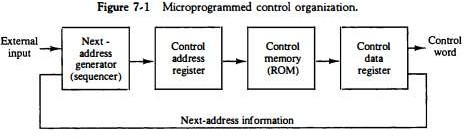 Figure 7-1 Microprogrammed control organization.
External
input
Next -
address
generator
(sequencer)
Control
address
register
Control
memory
(ROM)
Control
data
register
Control
word
Next-address information